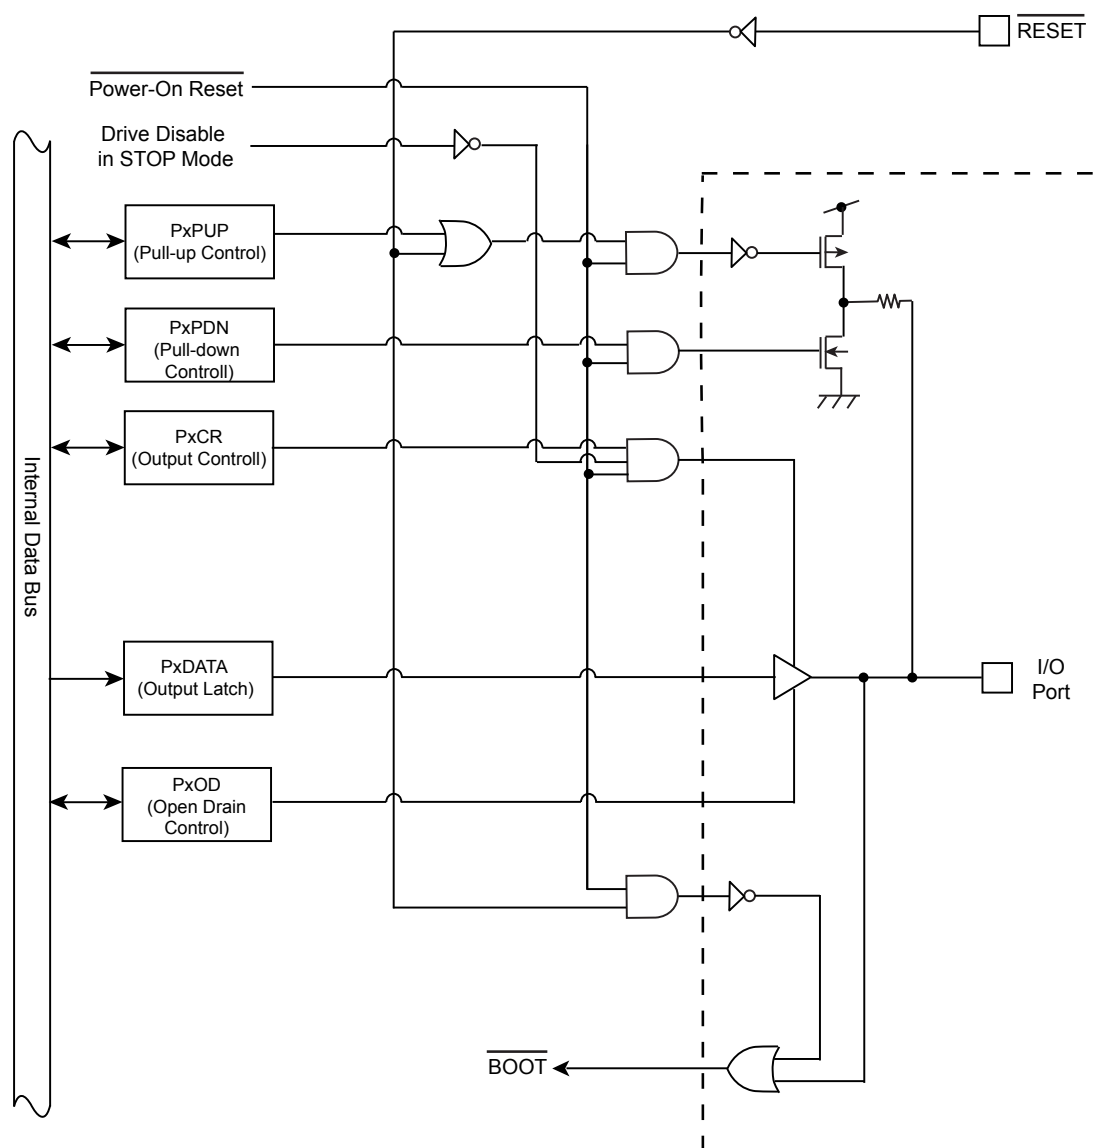 RESET
Power-On Reset
Drive Disable
in STOP Mode
PxPUP
(Pull-up Control)
PxPDN
(Pull-down
Controll)
PxCR
(Output Controll)
Internal Data Bus
PxDATA
(Output Latch)
I/O
Port
PxOD
(Open Drain
Control)
BOOT